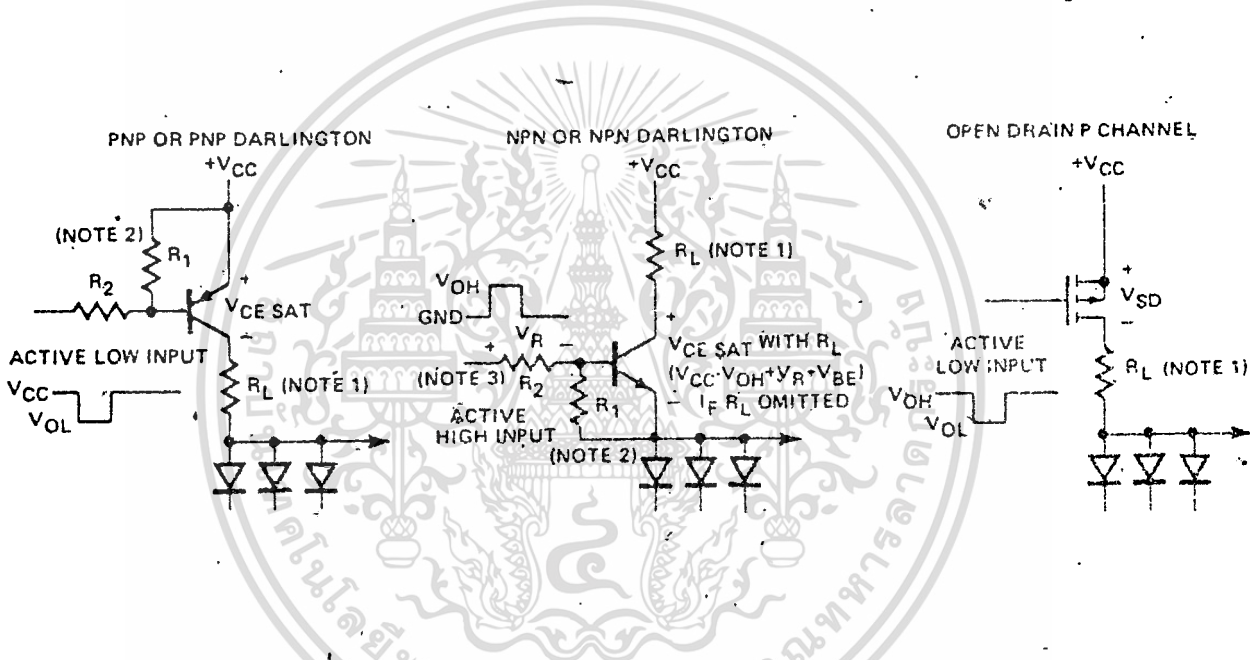 PNP OR PNP DARLINGTON
+VCC
(NOTE 2)
R1
R2
+
VCE SAT
-
ACTIVE LOW INPUT
VCC
VOL
RL (NOTE 1)
NPN OR NPN DARLINGTON
+VCC
RL (NOTE 1)
VOH
GND
+ VR -
(NOTE 3)
R2
R1
ACTIVE
HIGH INPUT
(NOTE 2)
+
VCE SAT WITH RL
(VCC-VOH+VR+VBE)
- IF RL OMITTED
OPEN DRAIN P CHANNEL
+VCC
+
VSD
-
ACTIVE
LOW INPUT
VOH
VOL
RL (NOTE 1)